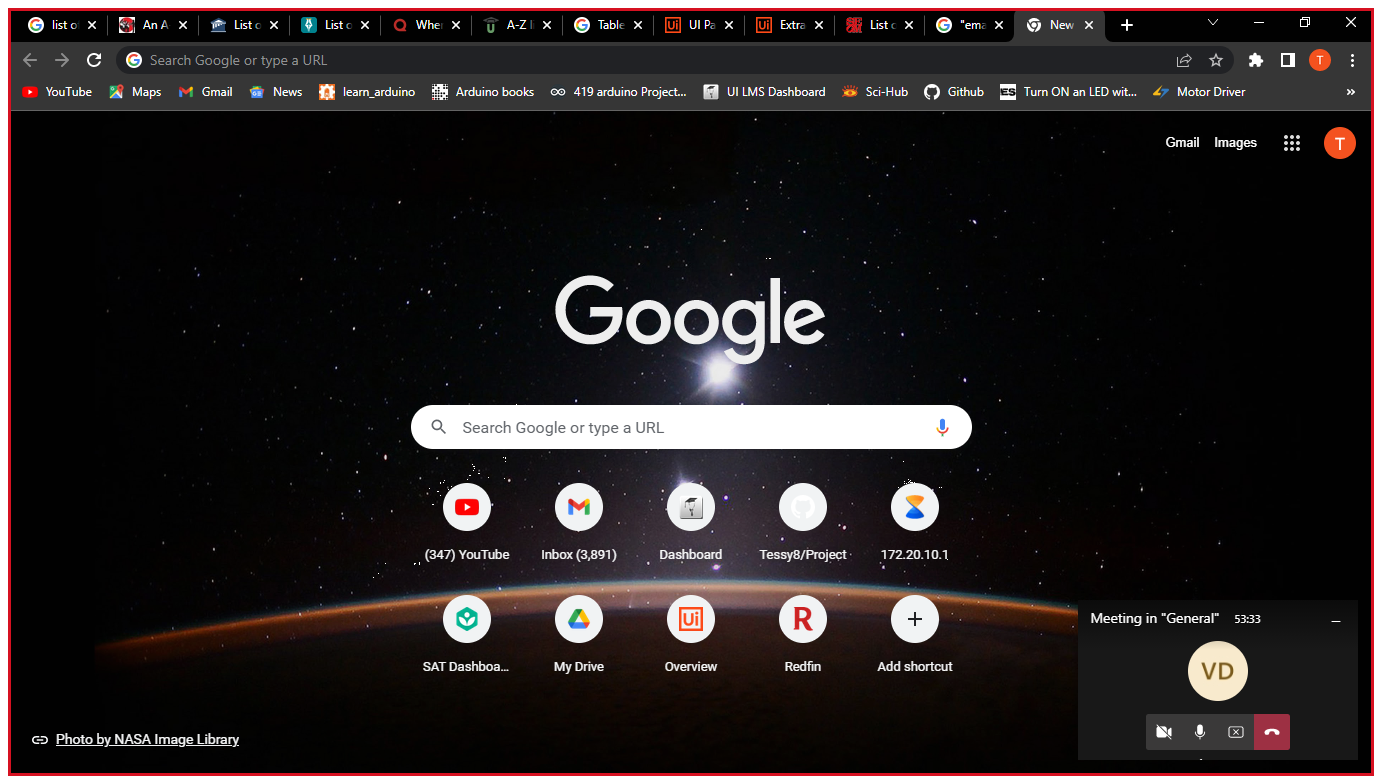 list o An A List o List o Wher A-Z li Table UI Pa Extra List o "ema New
Search Google or type a URL T
YouTube Maps Gmail News learn_arduino Arduino books 419 arduino Project... UI LMS Dashboard Sci-Hub Github ES Turn ON an LED wit... Motor Driver »
Gmail Images T
Google
Search Google or type a URL
(347) YouTube Inbox (3,891) Dashboard Tessy8/Project 172.20.10.1
Ui R
SAT Dashboa... My Drive Overview Redfin Add shortcut
Meeting in "General" 53:33
VD
Photo by NASA Image Library